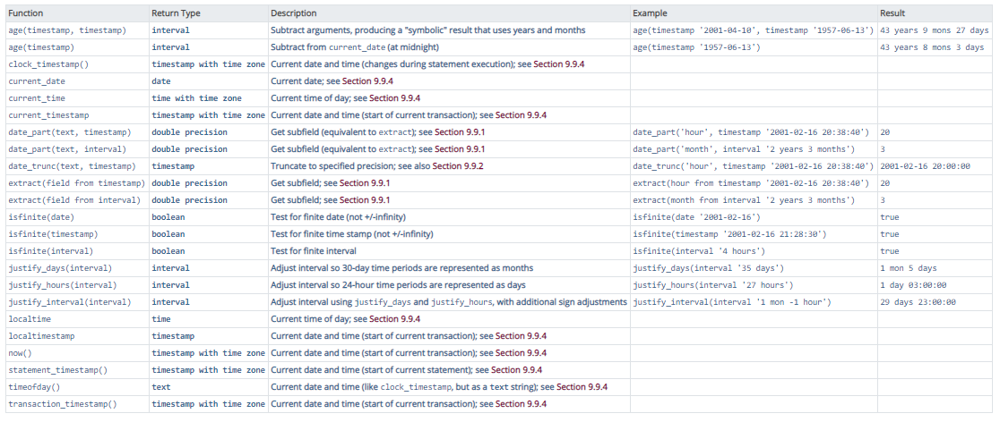 Function Return Type Description Example Result
age(timestamp, timestamp) interval Subtract arguments, producing a "symbolic" result that uses years and months age(timestamp '2001-04-10', timestamp '1957-06-13') 43 years 9 mons 27 days
age(timestamp) interval Subtract from current_date (at midnight) age(timestamp '1957-06-13') 43 years 8 mons 3 days
clock_timestamp() timestamp with time zone Current date and time (changes during statement execution); see Section 9.9.4
current_date date Current date; see Section 9.9.4
current_time time with time zone Current time of day; see Section 9.9.4
current_timestamp timestamp with time zone Current date and time (start of current transaction); see Section 9.9.4
date_part(text, timestamp) double precision Get subfield (equivalent to extract); see Section 9.9.1 date_part('hour', timestamp '2001-02-16 20:38:40') 20
date_part(text, interval) double precision Get subfield (equivalent to extract); see Section 9.9.1 date_part('month', interval '2 years 3 months') 3
date_trunc(text, timestamp) timestamp Truncate to specified precision; see also Section 9.9.2 date_trunc('hour', timestamp '2001-02-16 20:38:40') 2001-02-16 20:00:00
extract(field from timestamp) double precision Get subfield; see Section 9.9.1 extract(hour from timestamp '2001-02-16 20:38:40') 20
extract(field from interval) double precision Get subfield; see Section 9.9.1 extract(month from interval '2 years 3 months') 3
isfinite(date) boolean Test for finite date (not +/-infinity) isfinite(date '2001-02-16') true
isfinite(timestamp) boolean Test for finite time stamp (not +/-infinity) isfinite(timestamp '2001-02-16 21:28:30') true
isfinite(interval) boolean Test for finite interval isfinite(interval '4 hours') true
justify_days(interval) interval Adjust interval so 30-day time periods are represented as months justify_days(interval '35 days') 1 mon 5 days
justify_hours(interval) interval Adjust interval so 24-hour time periods are represented as days justify_hours(interval '27 hours') 1 day 03:00:00
justify_interval(interval) interval Adjust interval using justify_days and justify_hours, with additional sign adjustments justify_interval(interval '1 mon -1 hour') 29 days 23:00:00
localtime time Current time of day; see Section 9.9.4
localtimestamp timestamp Current date and time (start of current transaction); see Section 9.9.4
now() timestamp with time zone Current date and time (start of current transaction); see Section 9.9.4
statement_timestamp() timestamp with time zone Current date and time (start of current statement); see Section 9.9.4
timeofday() text Current date and time (like clock_timestamp, but as a text string); see Section 9.9.4
transaction_timestamp() timestamp with time zone Current date and time (start of current transaction); see Section 9.9.4